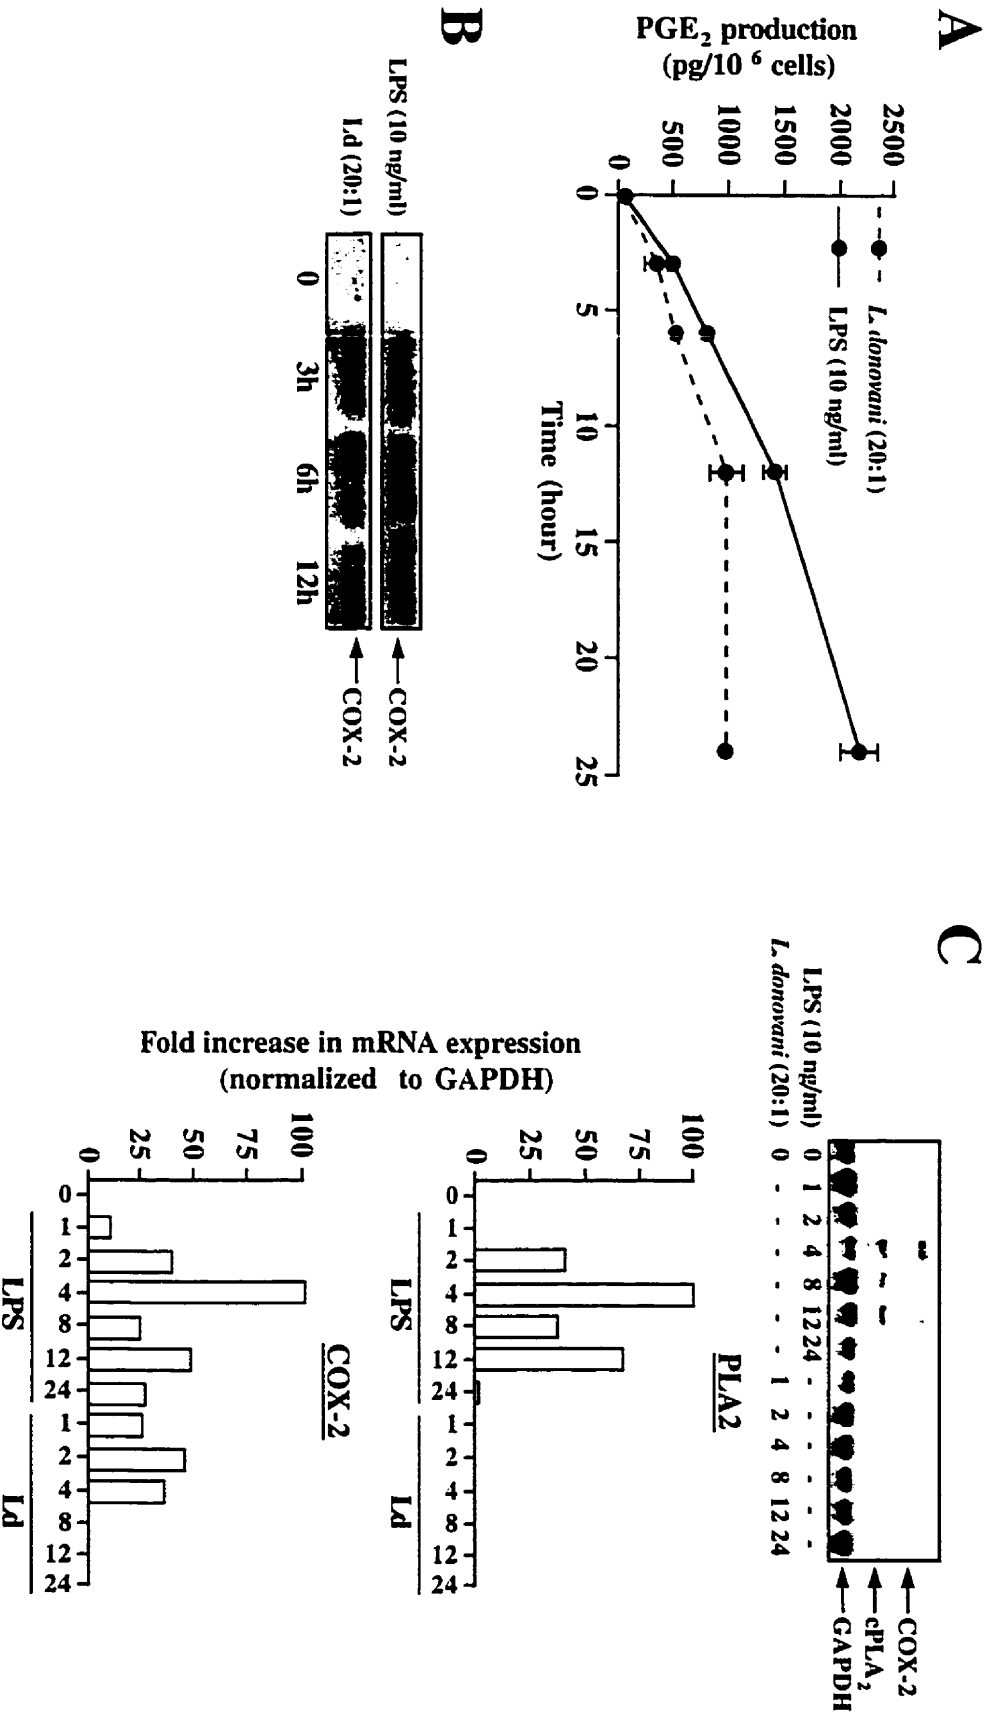 A
PGE2 production
(pg/10 6 cells)
2500
2000
1500
1000
500
0
L. donovani (20:1)
LPS (10 ng/ml)
0 5 10 15 20 25
Time (hour)
B
LPS (10 ng/ml)
COX-2
Ld (20:1)
COX-2
0 3h 6h 12h
C
COX-2
cPLA2
GAPDH
LPS (10 ng/ml) 0 1 2 4 8 12 24 - - - - - -
L. donovani (20:1) 0 - - - - - - 1 2 4 8 12 24
Fold increase in mRNA expression
(normalized to GAPDH)
PLA2
100
75
50
25
0
0 1 2 4 8 12 24 1 2 4 8 12 24
LPS Ld
COX-2
100
75
50
25
0
0 1 2 4 8 12 24 1 2 4 8 12 24
LPS Ld